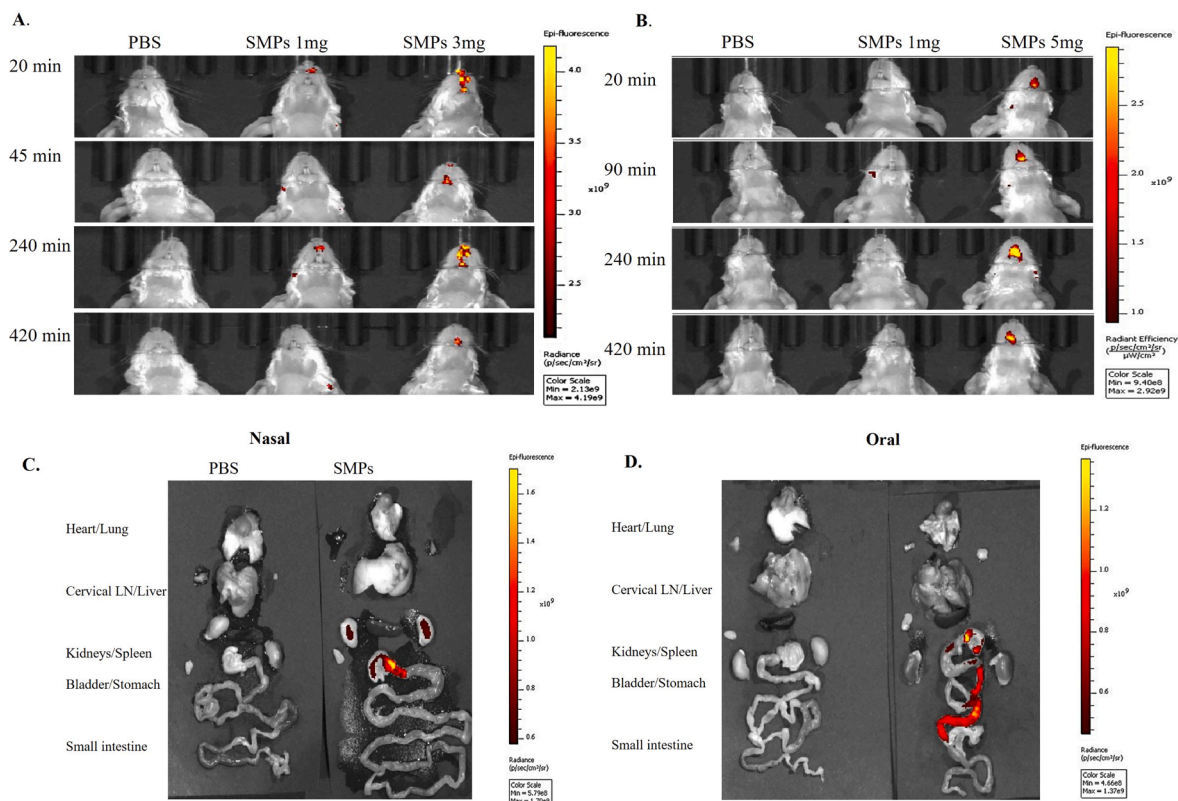 A.
PBS SMPs 1mg SMPs 3mg
20 min
45 min
240 min
420 min
Epi-fluorescence
4.0
3.5
3.0
2.5
x10⁹
Radiance
(p/sec/cm²/sr)
Color Scale
Min = 2.13e9
Max = 4.19e9
B.
PBS SMPs 1mg SMPs 5mg
20 min
90 min
240 min
420 min
Epi-fluorescence
2.5
2.0
1.5
1.0
x10⁹
Radiant Efficiency
(p/sec/cm²/sr
µW/cm²)
Color Scale
Min = 9.40e8
Max = 2.92e9
Nasal
C.
PBS SMPs
Heart/Lung
Cervical LN/Liver
Kidneys/Spleen
Bladder/Stomach
Small intestine
Epi-fluorescence
1.6
1.4
1.2
1.0
0.8
0.6
x10⁹
Radiance
(p/sec/cm²/sr)
Color Scale
Min = 5.79e8
Oral
D.
Heart/Lung
Cervical LN/Liver
Kidneys/Spleen
Bladder/Stomach
Small intestine
Epi-fluorescence
1.2
1.0
0.8
0.6
x10⁹
Radiance
(p/sec/cm²/sr)
Color Scale
Min = 4.66e8
Max = 1.37e9